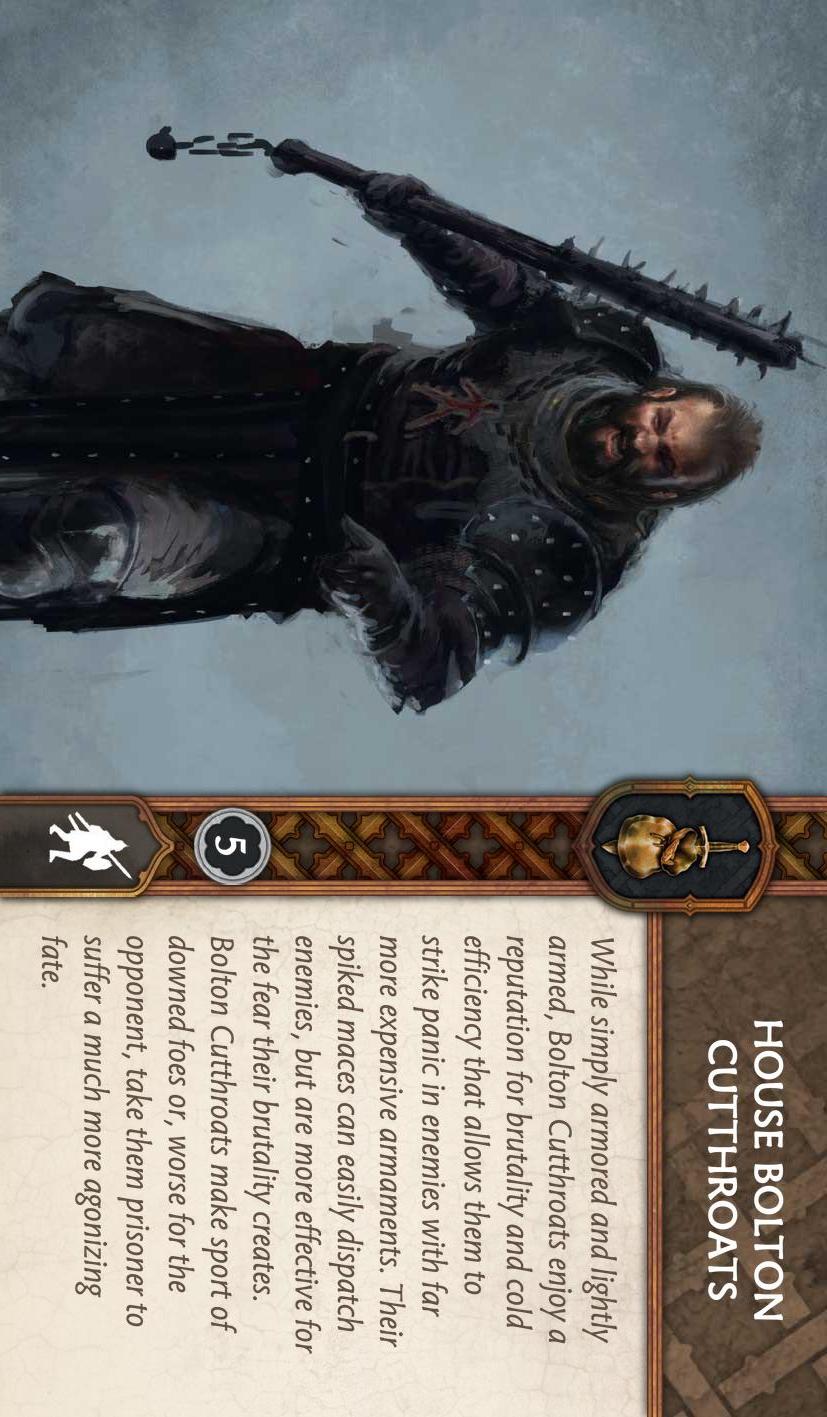 HOUSE BOLTON
CUTTHROATS
5
While simply armored and lightly
armed, Bolton Cutthroats enjoy a
reputation for brutality and cold
efficiency that allows them to
strike panic in enemies with far
more expensive armaments. Their
spiked maces can easily dispatch
enemies, but are more effective for
the fear their brutality creates.
Bolton Cutthroats make sport of
downed foes or, worse for the
opponent, take them prisoner to
suffer a much more agonizing
fate.